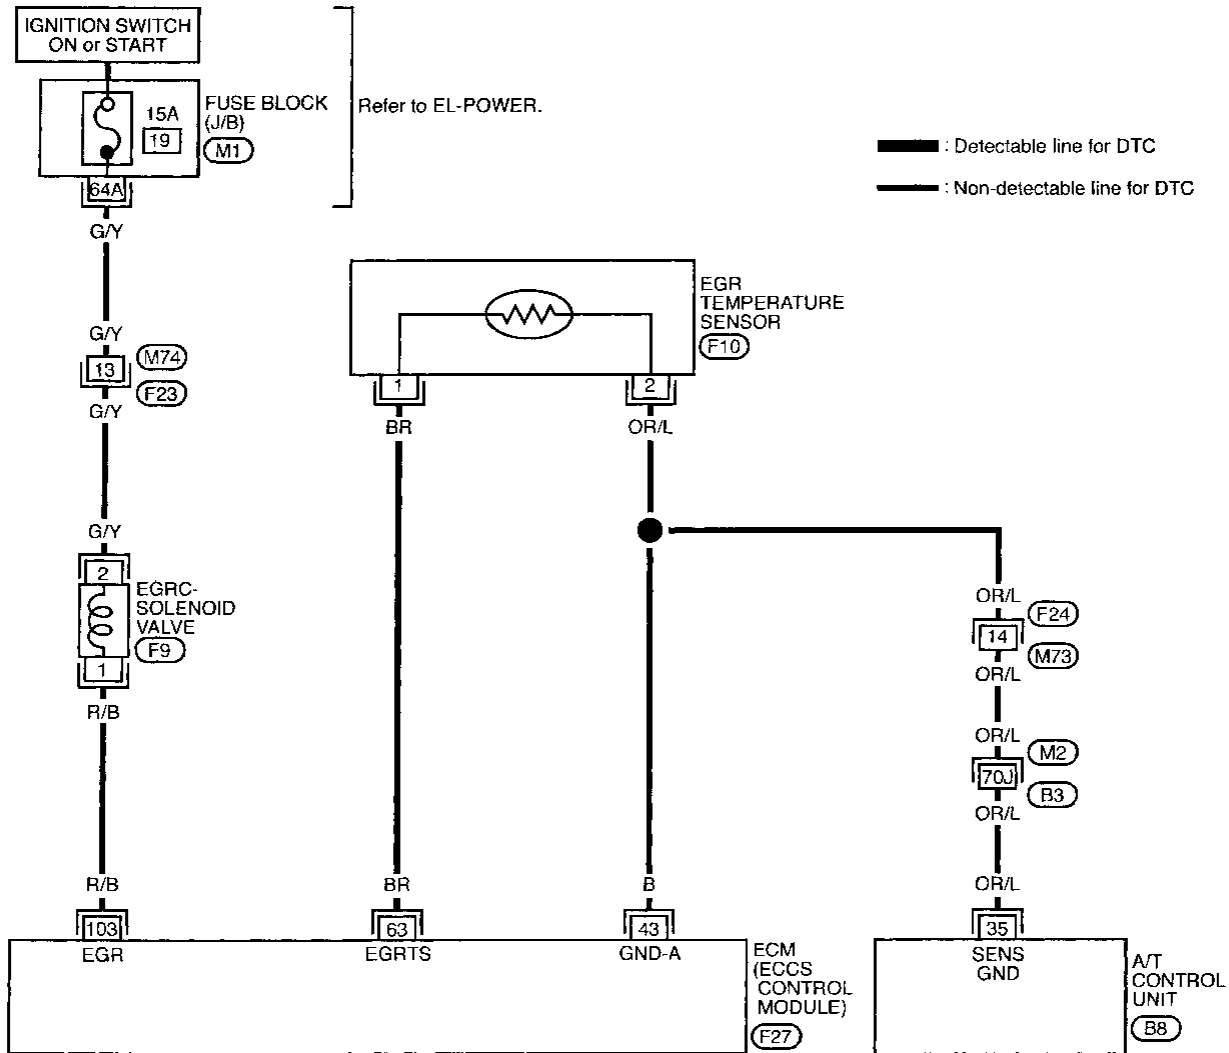 IGNITION SWITCH
ON or START
15A
19
FUSE BLOCK
(J/B)
M1
Refer to EL-POWER.
64A
G/Y
: Detectable line for DTC
: Non-detectable line for DTC
G/Y
13
M74
F23
G/Y
EGR
TEMPERATURE
SENSOR
F10
1
2
BR
OR/L
G/Y
2
EGRC-
SOLENOID
VALVE
F9
1
R/B
OR/L
F24
14
M73
OR/L
OR/L
M2
70J
B3
OR/L
R/B
BR
B
OR/L
103
63
43
35
EGR
EGRTS
GND-A
ECM
(ECCS
CONTROL
MODULE)
F27
SENS
GND
A/T
CONTROL
UNIT
B8